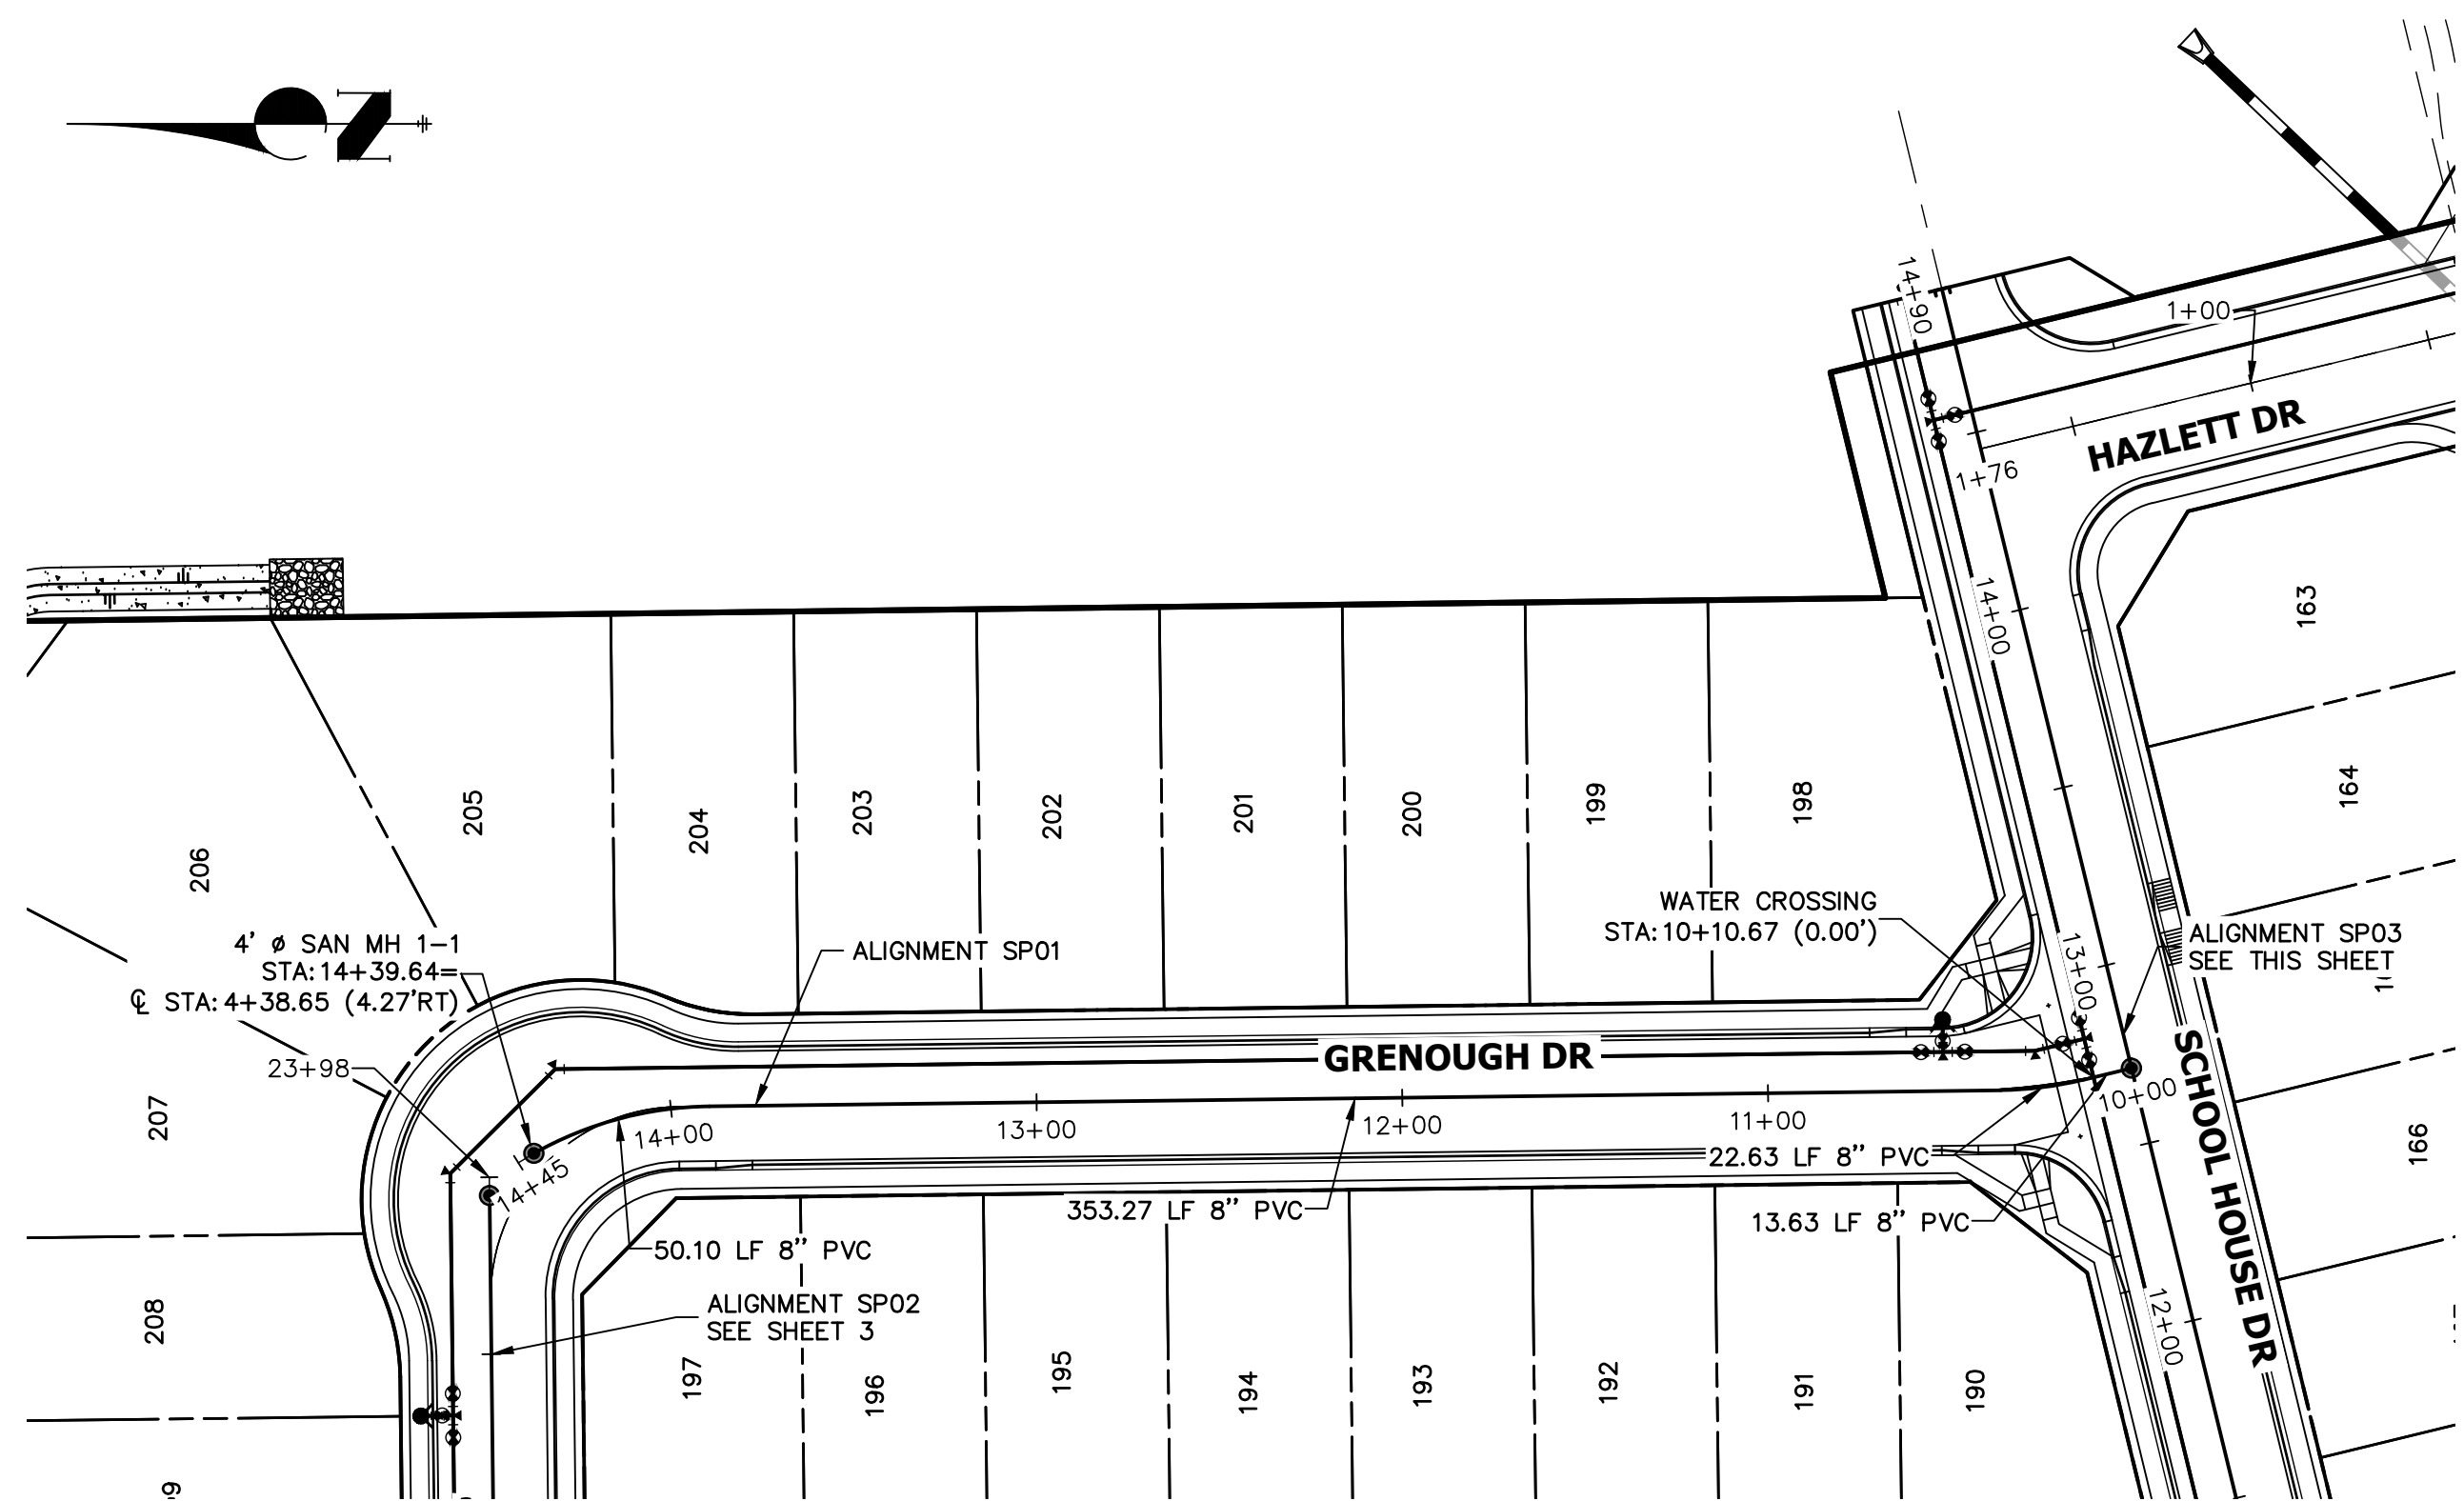 N
14+90
1+00
HAZLETT DR
1+76
14+00
163
164
206
205
204
203
202
201
200
199
198
WATER CROSSING
STA:10+10.67 (0.00')
4' ø SAN MH 1-1
STA:14+39.64=
℄ STA:4+38.65 (4.27'RT)
ALIGNMENT SP01
13+00
ALIGNMENT SP03
SEE THIS SHEET
GRENOUGH DR
23+98
207
14+45
14+00
13+00
12+00
11+00
10+00
SCHOOL HOUSE DR
166
22.63 LF 8" PVC
353.27 LF 8" PVC
13.63 LF 8" PVC
50.10 LF 8" PVC
ALIGNMENT SP02
SEE SHEET 3
208
197
196
195
194
193
192
191
190
12+00